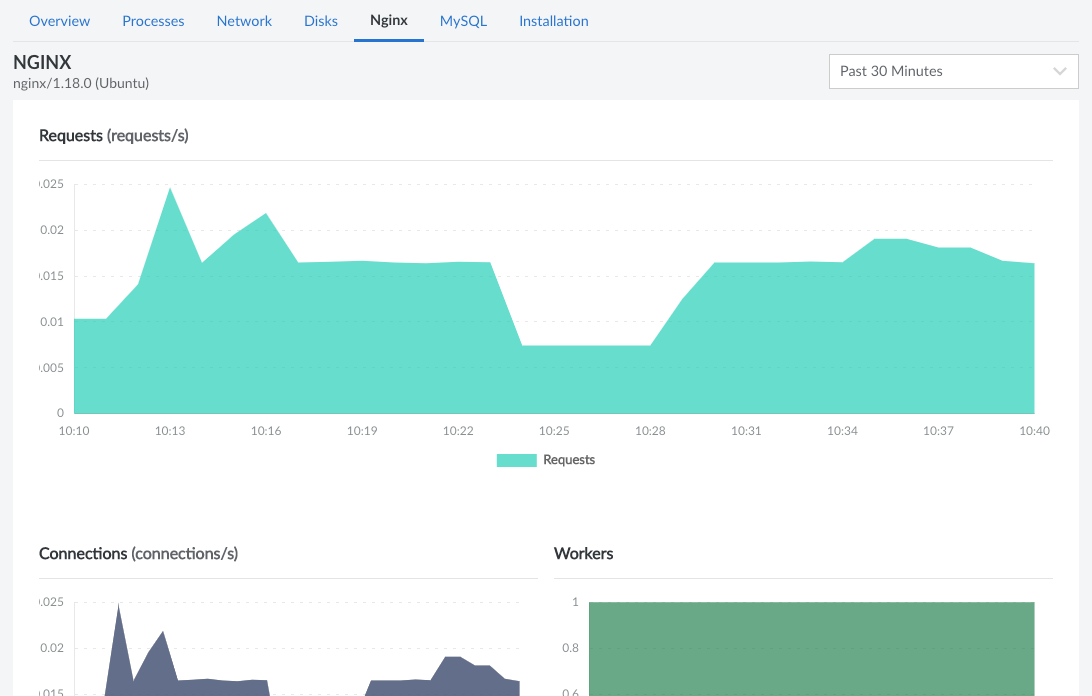 Overview Processes Network Disks Nginx MySQL Installation
NGINX
nginx/1.18.0 (Ubuntu)
Past 30 Minutes
Requests (requests/s)
.025
0.02
.015
0.01
.005
0
10:10 10:13 10:16 10:19 10:22 10:25 10:28 10:31 10:34 10:37 10:40
Requests
Connections (connections/s)
.025
0.02
.015
Workers
1
0.8
0.6